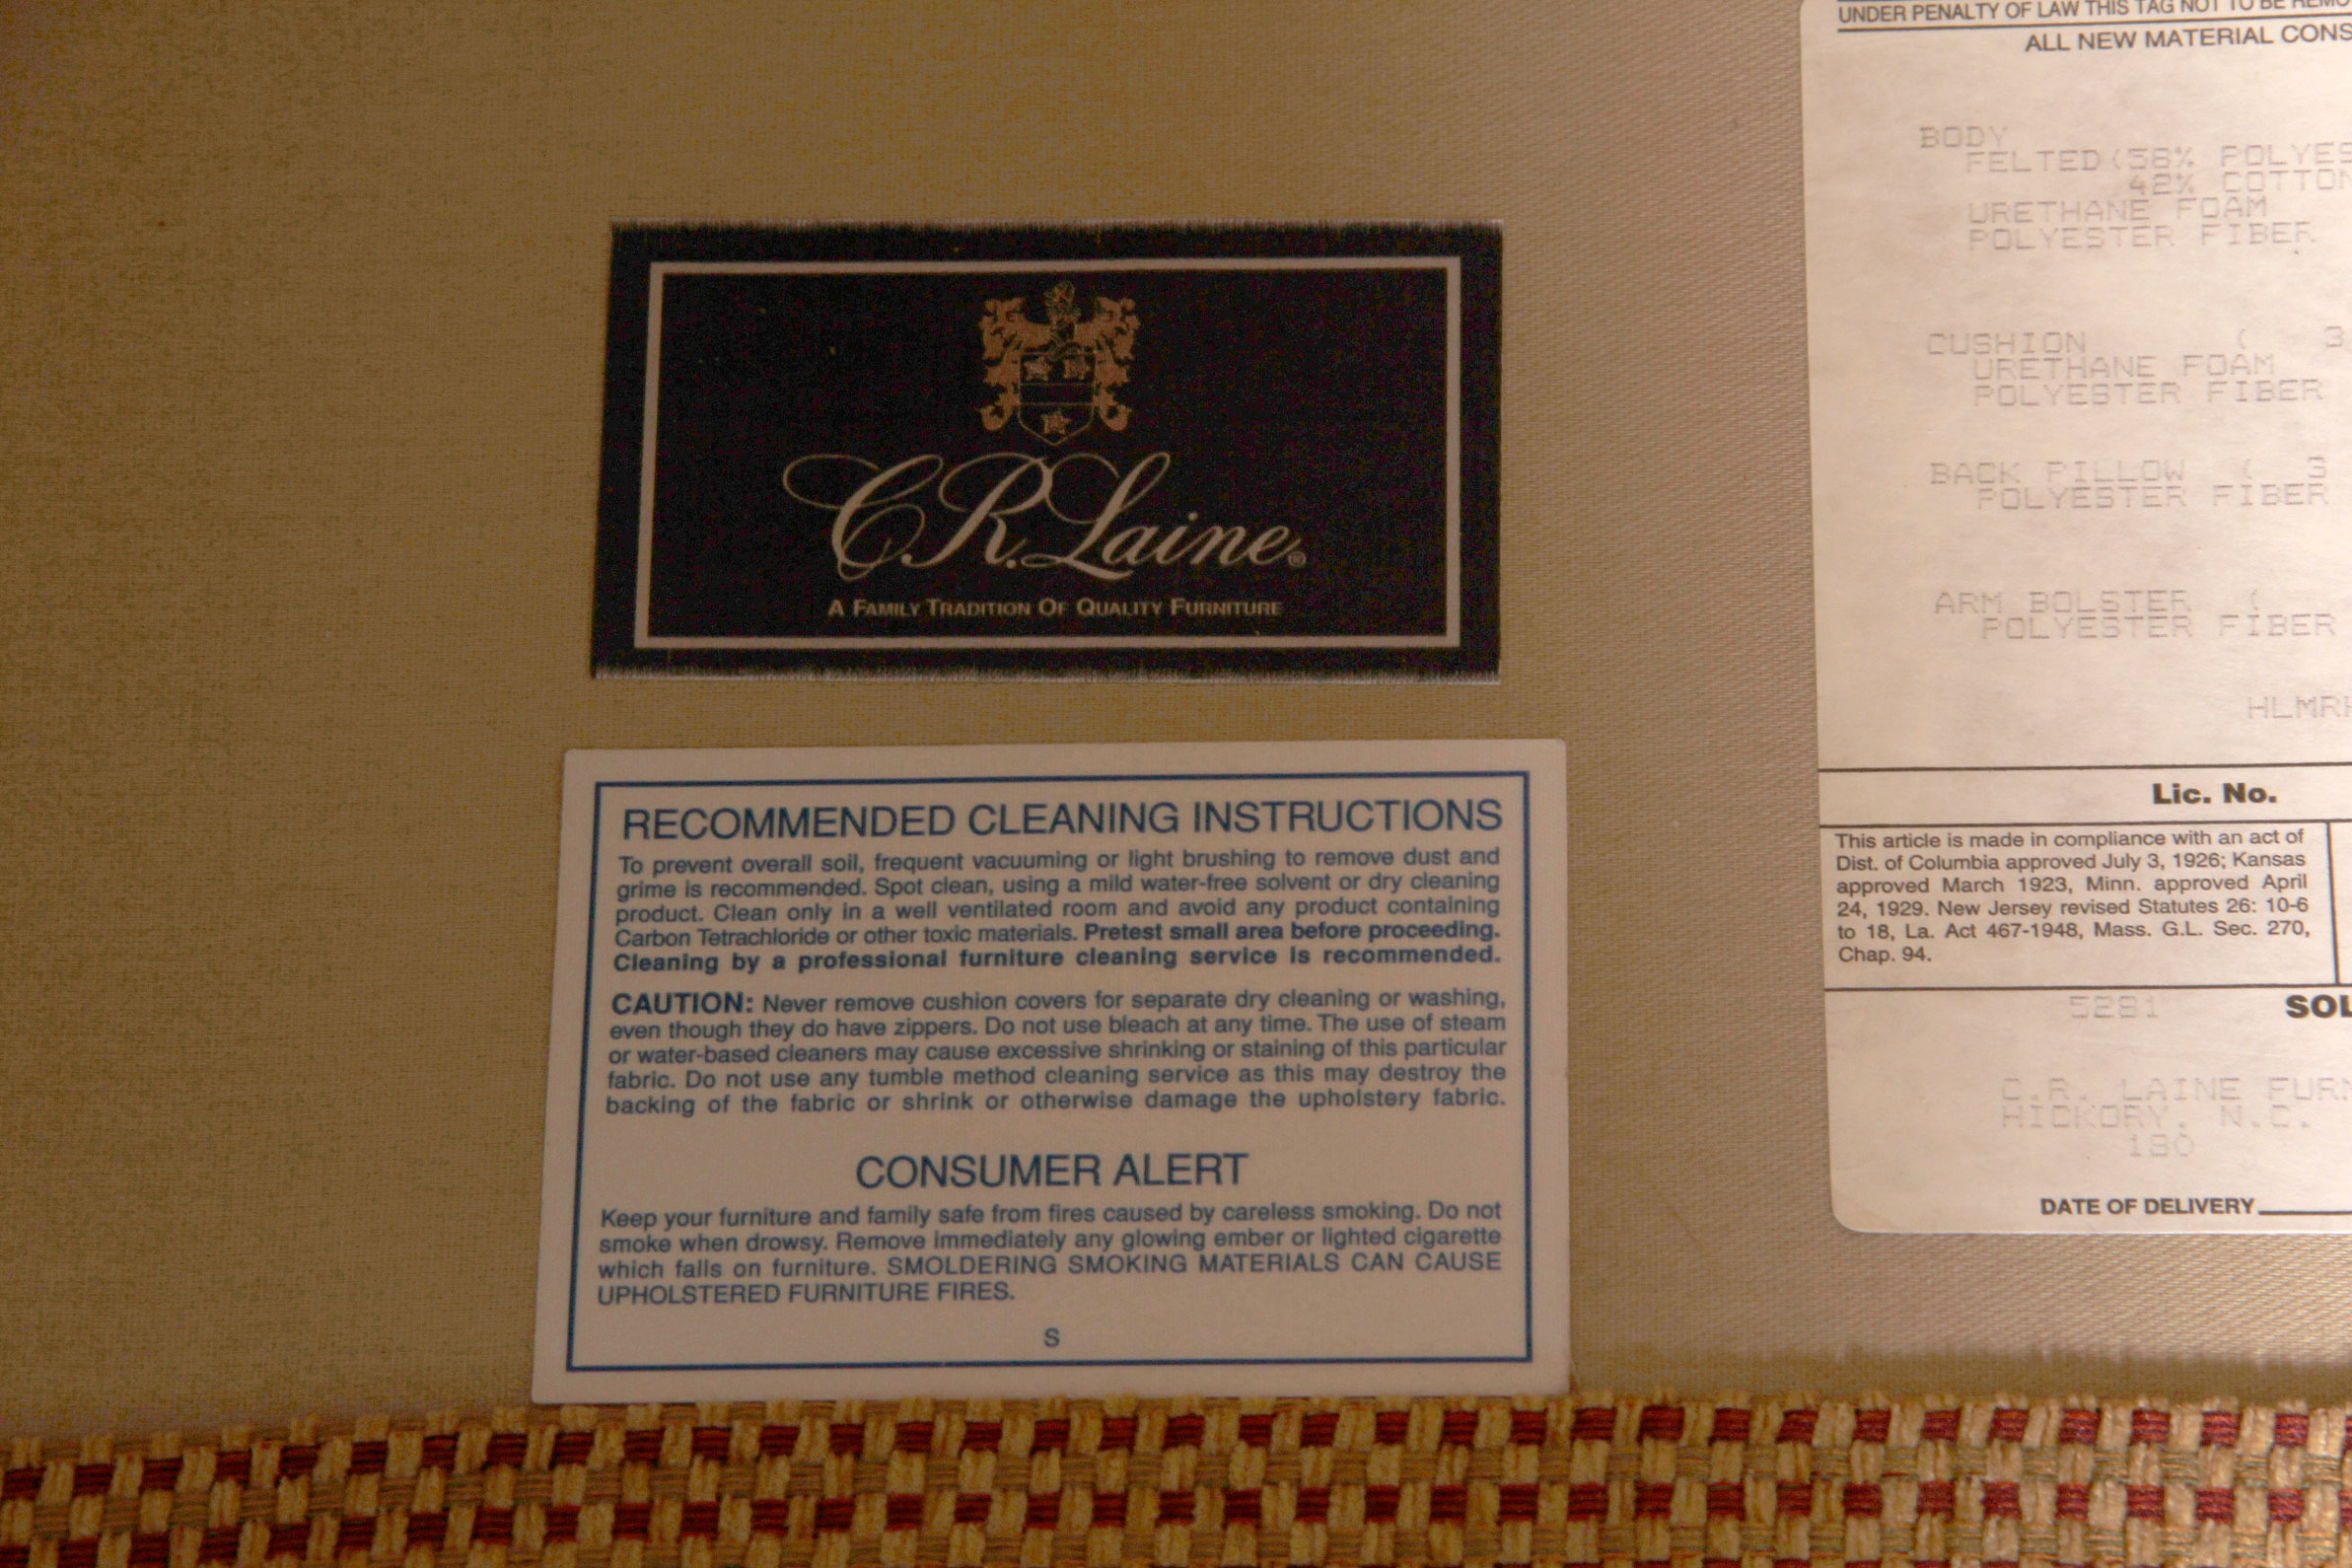 C.R. Laine®
A FAMILY TRADITION OF QUALITY FURNITURE
RECOMMENDED CLEANING INSTRUCTIONS
To prevent overall soil, frequent vacuuming or light brushing to remove dust and
grime is recommended. Spot clean, using a mild water-free solvent or dry cleaning
product. Clean only in a well ventilated room and avoid any product containing
Carbon Tetrachloride or other toxic materials. Pretest small area before proceeding.
Cleaning by a professional furniture cleaning service is recommended.
CAUTION: Never remove cushion covers for separate dry cleaning or washing,
even though they do have zippers. Do not use bleach at any time. The use of steam
or water-based cleaners may cause excessive shrinking or staining of this particular
fabric. Do not use any tumble method cleaning service as this may destroy the
backing of the fabric or shrink or otherwise damage the upholstery fabric.
CONSUMER ALERT
Keep your furniture and family safe from fires caused by careless smoking. Do not
smoke when drowsy. Remove immediately any glowing ember or lighted cigarette
which falls on furniture. SMOLDERING SMOKING MATERIALS CAN CAUSE
UPHOLSTERED FURNITURE FIRES.
S
UNDER PENALTY OF LAW THIS TAG NOT TO BE REMO
ALL NEW MATERIAL CONS
BODY
FELTED(58% POLYES
42% COTTON
URETHANE FOAM
POLYESTER FIBER
CUSHION ( 3
URETHANE FOAM
POLYESTER FIBER
BACK PILLOW ( 3
POLYESTER FIBER
ARM BOLSTER (
POLYESTER FIBER
Lic. No.
This article is made in compliance with an act of
Dist. of Columbia approved July 3, 1926; Kansas
approved March 1923, Minn. approved April
24, 1929. New Jersey revised Statutes 26: 10-6
to 18, La. Act 467-1948, Mass. G.L. Sec. 270,
Chap. 94.
SOL
C.R. LAINE FUR
HICKORY, N.C.
DATE OF DELIVERY